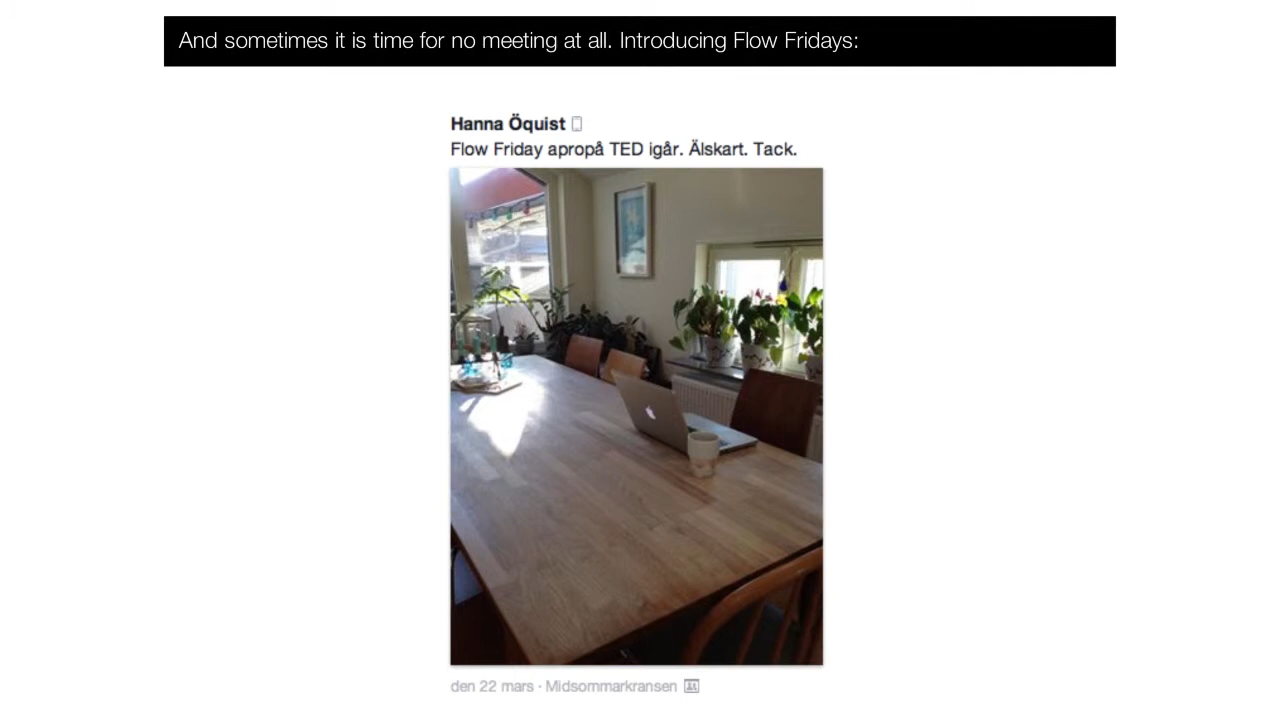 And sometimes it is time for no meeting at all. Introducing Flow Fridays:
Hanna Öquist
Flow Friday apropå TED igår. Älskart. Tack.
den 22 mars · Midsommarkransen